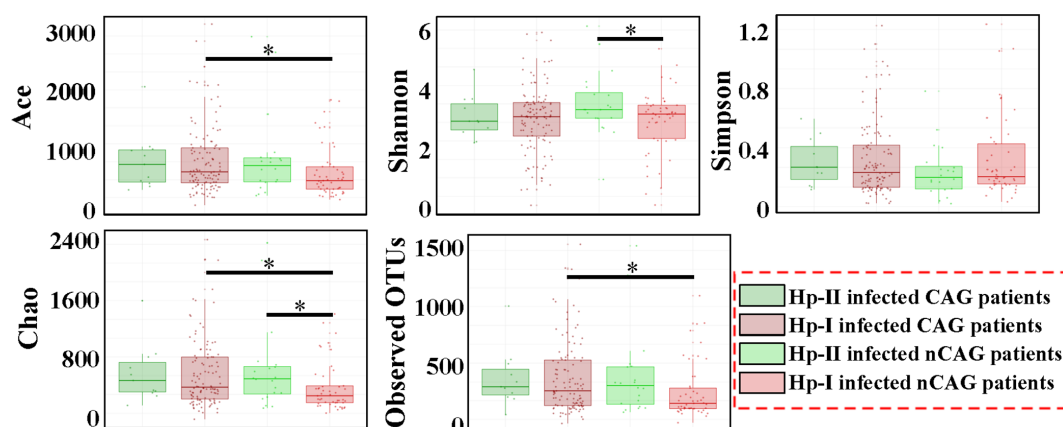 Ace
3000
2000
1000
0
*
Shannon
6
4
2
0
*
Simpson
1.2
0.8
0.4
0
Chao
2400
1600
800
0
*
*
Observed OTUs
1500
1000
500
0
*
Hp-II infected CAG patients
Hp-I infected CAG patients
Hp-II infected nCAG patients
Hp-I infected nCAG patients